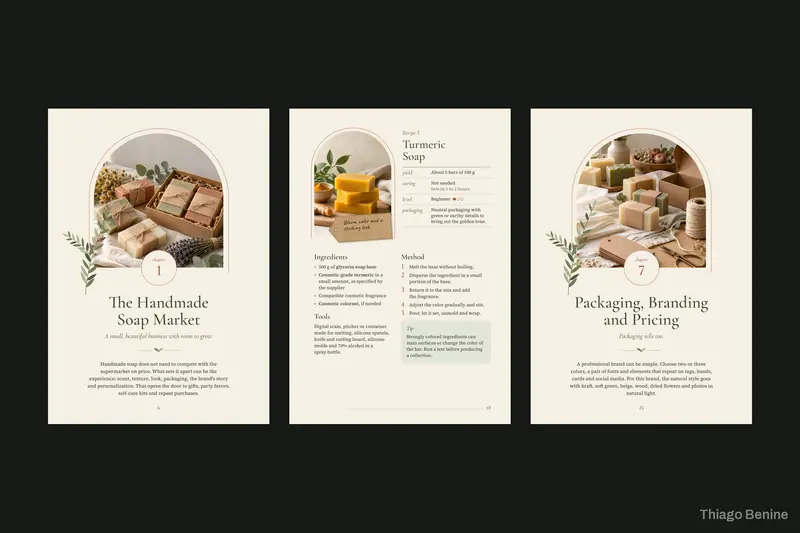 chapter
1
The Handmade
Soap Market
A small, beautiful business with room to grow.
Handmade soap does not need to compete with the
supermarket on price. What sets it apart can be the
experience: scent, texture, look, packaging, the brand's story
and personalization. That opens the door to gifts, party favors,
self-care kits and repeat purchases.
6
Recipe 3
Turmeric
Soap
yield About 5 bars of 100 g
curing Not needed
Sets in 1 to 2 hours
level Beginner
packaging Neutral packaging with
green or earthy details to
bring out the golden tone.
Warm color and a
striking look
Ingredients
500 g of glycerin soap base
Cosmetic-grade turmeric in a
small amount, as specified by
the supplier
Compatible cosmetic fragrance
Cosmetic colorant, if needed
Tools
Digital scale, pitcher or container
made for melting, silicone spatula,
knife and cutting board, silicone
molds and 70% alcohol in a
spray bottle.
Method
1 Melt the base without boiling.
2 Disperse the ingredient in a small
portion of the base.
3 Return it to the mix and add
the fragrance.
4 Adjust the color gradually and stir.
5 Pour, let it set, unmold and wrap.
Tip
Strongly colored ingredients can
stain surfaces or change the color of
the bar. Run a test before producing
a collection.
chapter
7
Packaging, Branding
and Pricing
Packaging sells too.
A professional brand can be simple. Choose two or three
colors, a pair of fonts and elements that repeat on tags, bands,
cards and social media. For this brand, the natural style goes
with kraft, soft green, beige, wood, dried flowers and photos in
natural light.
Thiago Benine